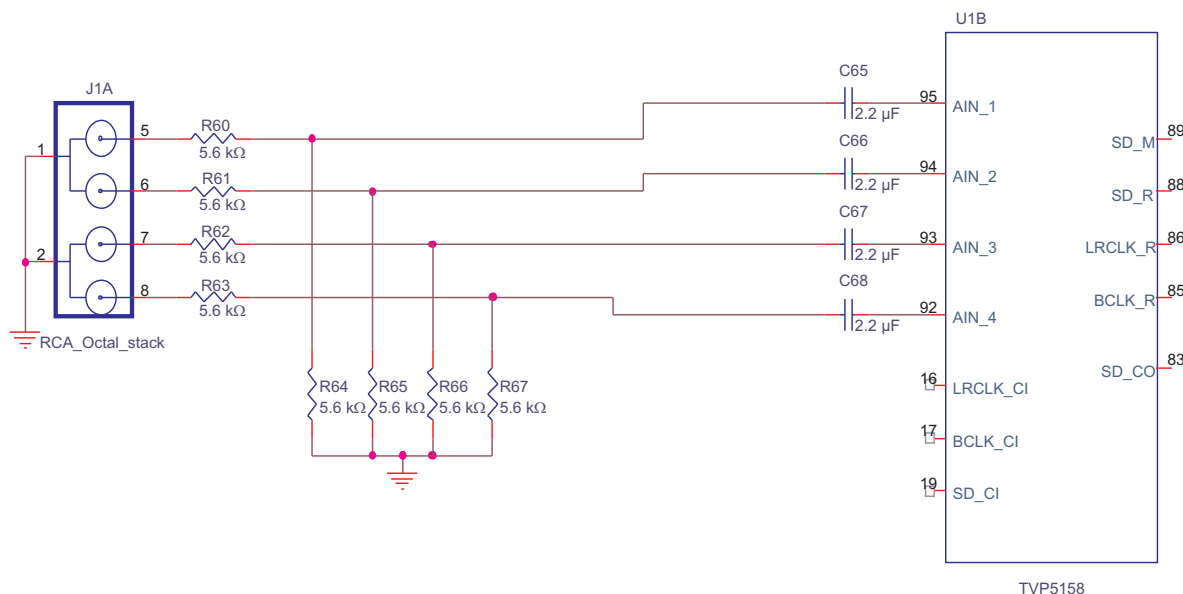 U1B
C65
2.2 µF
95
AIN_1
J1A
5
R60
5.6 kΩ
1
89
SD_M
C66
2.2 µF
94
AIN_2
6
R61
5.6 kΩ
88
SD_R
C67
2.2 µF
93
AIN_3
7
R62
5.6 kΩ
2
86
LRCLK_R
C68
2.2 µF
92
AIN_4
8
R63
5.6 kΩ
85
BCLK_R
RCA_Octal_stack
83
SD_CO
R64
5.6 kΩ
R65
5.6 kΩ
R66
5.6 kΩ
R67
5.6 kΩ
16
LRCLK_CI
17
BCLK_CI
19
SD_CI
TVP5158